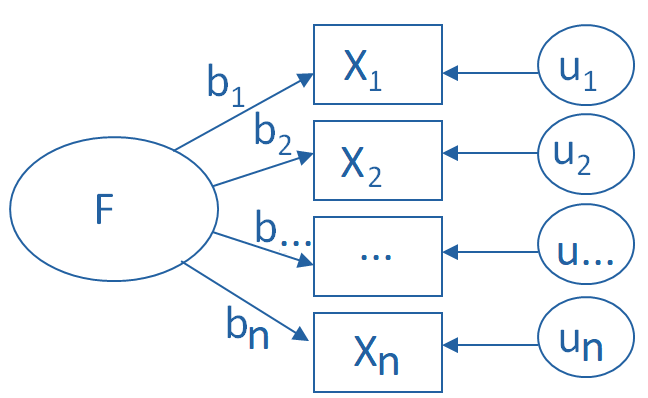 b₁ X₁ u₁
b₂ X₂ u₂
F
b... ... u...
bn Xn un